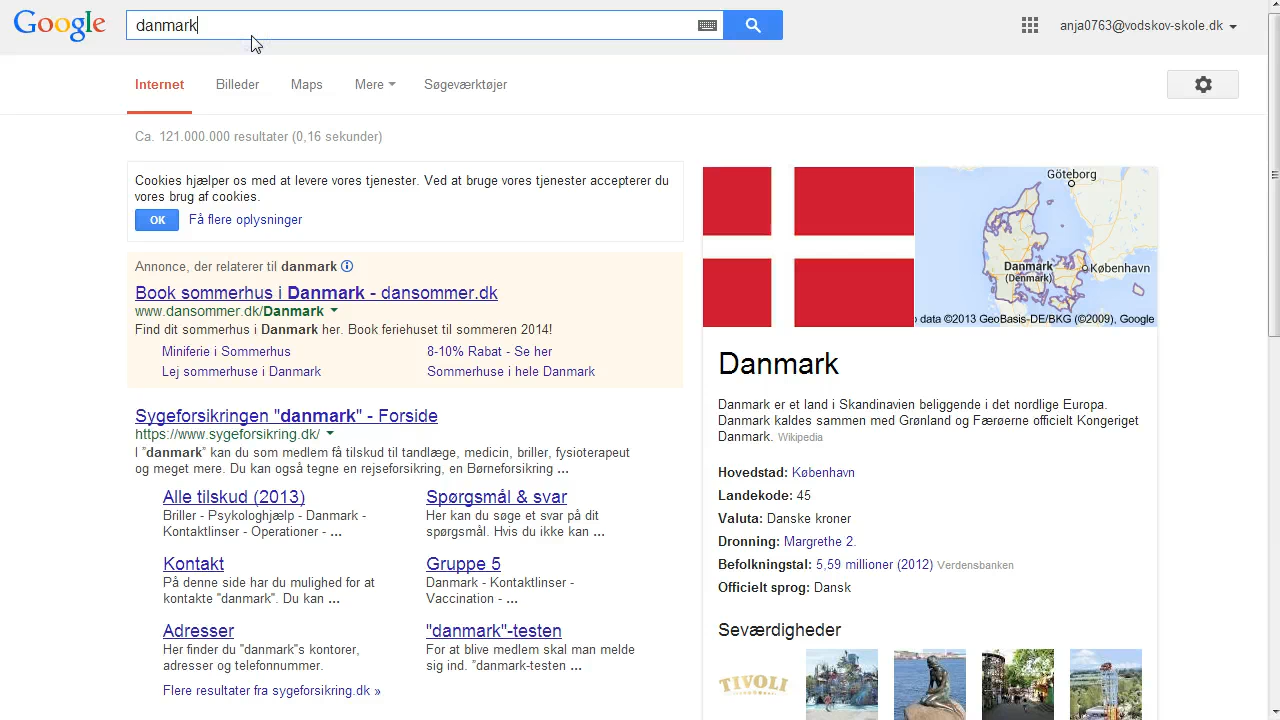 Google
danmark
anja0763@vodskov-skole.dk
Internet Billeder Maps Mere Søgeværktøjer
Ca. 121.000.000 resultater (0,16 sekunder)
Cookies hjælper os med at levere vores tjenester. Ved at bruge vores tjenester accepterer du
vores brug af cookies.
OK Få flere oplysninger
Annonce, der relaterer til danmark
Book sommerhus i Danmark - dansommer.dk
www.dansommer.dk/Danmark
Find dit sommerhus i Danmark her. Book feriehuset til sommeren 2014!
Miniferie i Sommerhus 8-10% Rabat - Se her
Lej sommerhuse i Danmark Sommerhuse i hele Danmark
Sygeforsikringen "danmark" - Forside
https://www.sygeforsikring.dk/
I "danmark" kan du som medlem få tilskud til tandlæge, medicin, briller, fysioterapeut
og meget mere. Du kan også tegne en rejseforsikring, en Børneforsikring ...
Alle tilskud (2013)
Briller - Psykologhjælp - Danmark -
Kontaktlinser - Operationer - ...
Spørgsmål & svar
Her kan du søge et svar på dit
spørgsmål. Hvis du ikke kan ...
Kontakt
På denne side har du mulighed for at
kontakte "danmark". Du kan ...
Gruppe 5
Danmark - Kontaktlinser -
Vaccination - ...
Adresser
Her finder du "danmark"s kontorer,
adresser og telefonnummer.
"danmark"-testen
For at blive medlem skal man melde
sig ind. "danmark-testen ...
Flere resultater fra sygeforsikring.dk »
Göteborg
Danmark
(Denmark)
København
data ©2013 GeoBasis-DE/BKG (©2009), Google
Danmark
Danmark er et land i Skandinavien beliggende i det nordlige Europa.
Danmark kaldes sammen med Grønland og Færøerne officielt Kongeriget
Danmark. Wikipedia
Hovedstad: København
Landekode: 45
Valuta: Danske kroner
Dronning: Margrethe 2.
Befolkningstal: 5,59 millioner (2012) Verdensbanken
Officielt sprog: Dansk
Seværdigheder
TIVOLI